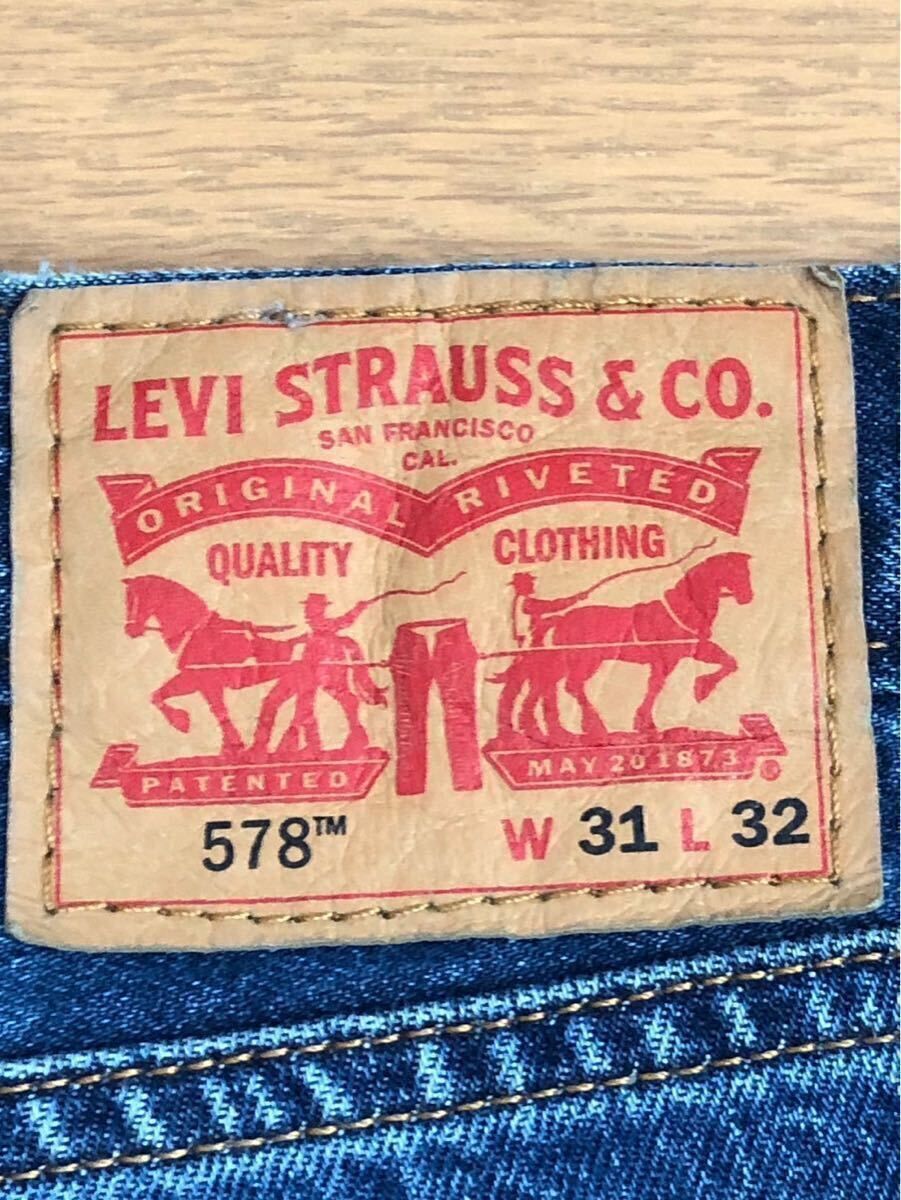 LEVI STRAUSS & CO.
SAN FRANCISCO
CAL.
ORIGINAL RIVETED
QUALITY CLOTHING
PATENTED MAY 20 1873 ®
578™ W 31 L 32